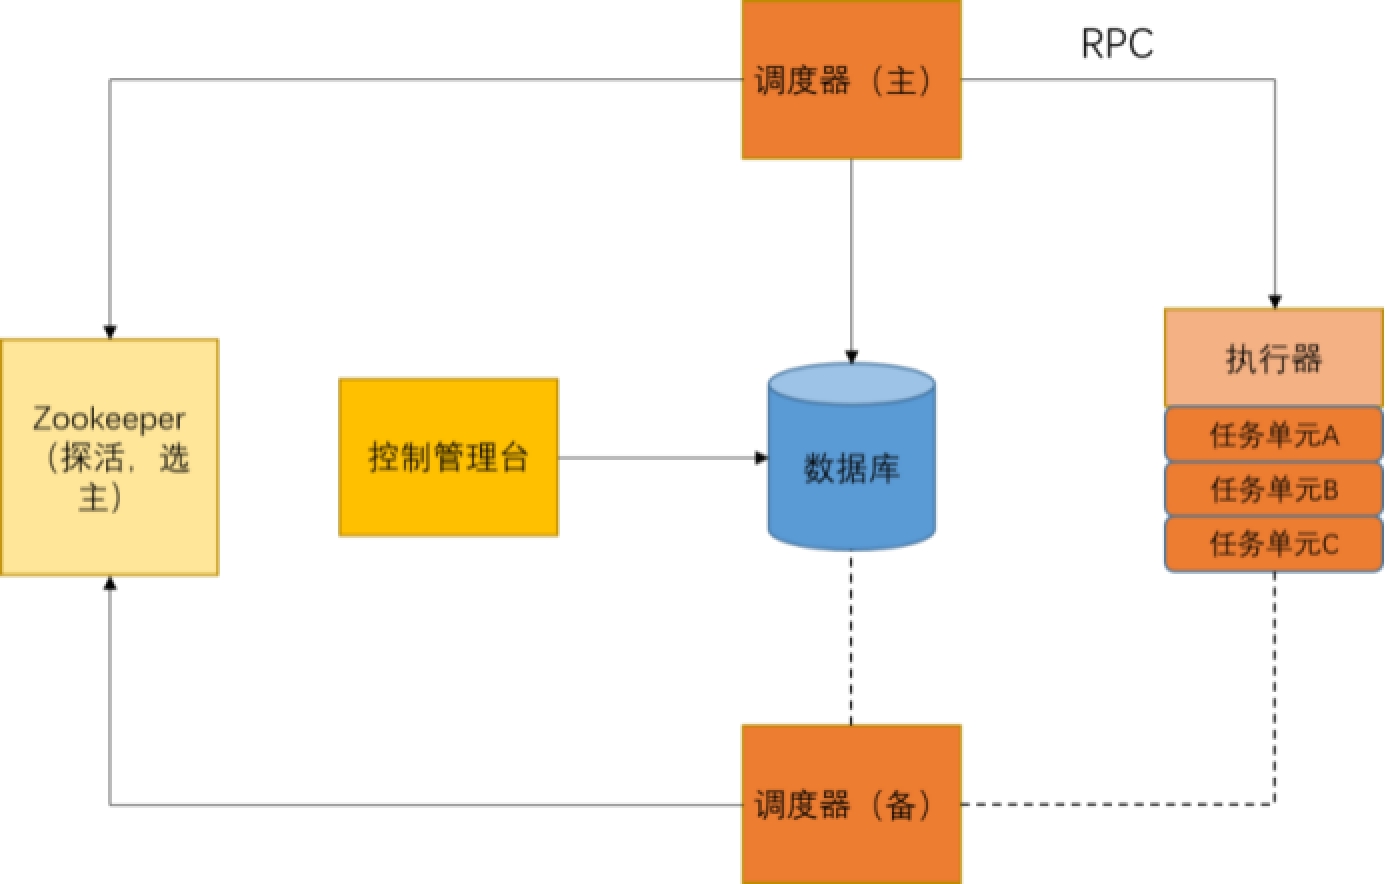 调度器（主）
RPC
Zookeeper
（探活，选
主）
控制管理台
数据库
执行器
任务单元A
任务单元B
任务单元C
调度器（备）